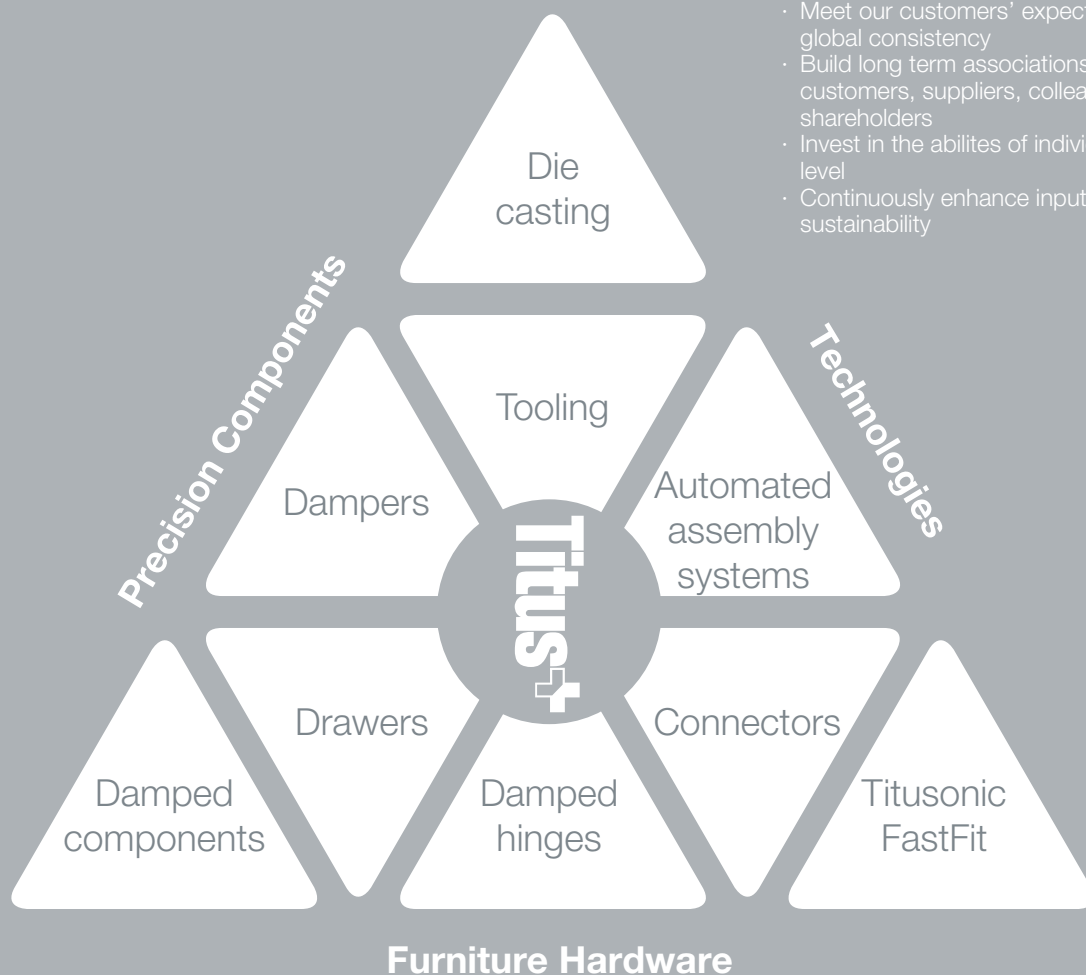 · Meet our customers’ expect
global consistency
· Build long term associations
customers, suppliers, collea
shareholders
· Invest in the abilites of indivi
level
· Continuously enhance input
sustainability
Die
casting
Precision Components
Technologies
Tooling
Dampers
Automated
assembly
systems
Titus+
Drawers
Connectors
Damped
components
Damped
hinges
Titusonic
FastFit
Furniture Hardware